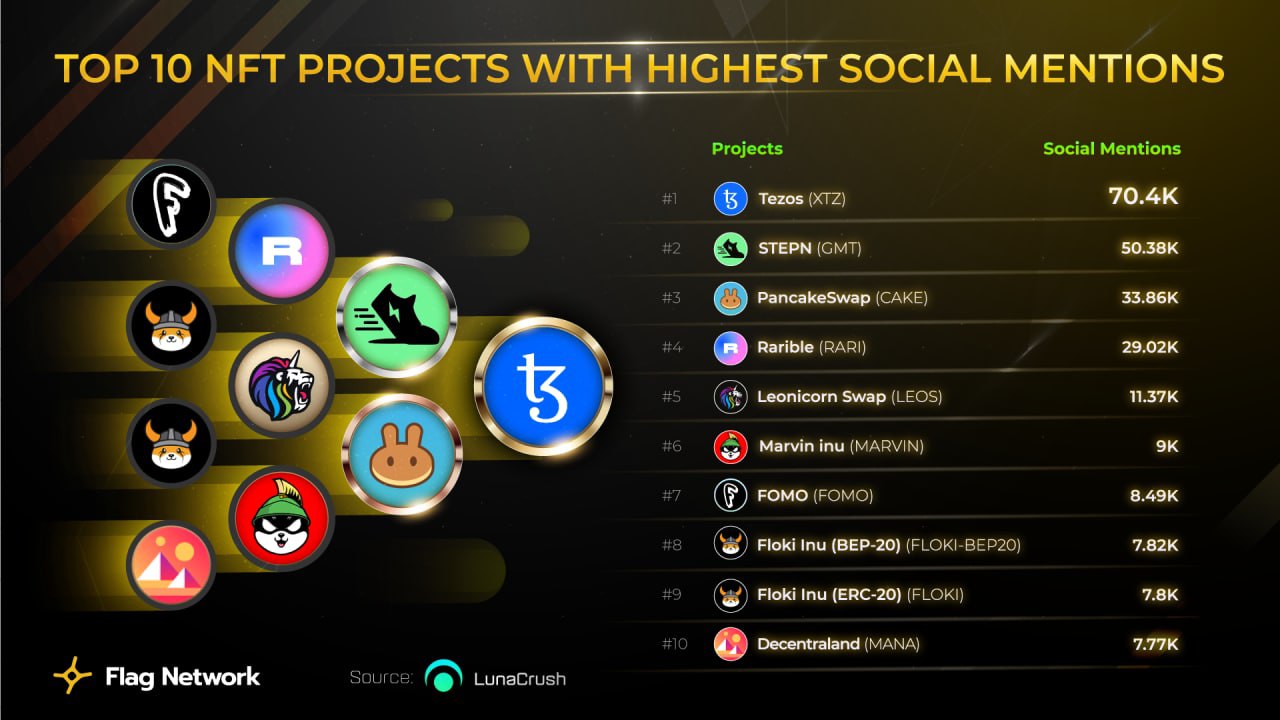 TOP 10 NFT PROJECTS WITH HIGHEST SOCIAL MENTIONS
Projects Social Mentions
#1 Tezos (XTZ) 70.4K
#2 STEPN (GMT) 50.38K
#3 PancakeSwap (CAKE) 33.86K
#4 R Rarible (RARI) 29.02K
#5 Leonicorn Swap (LEOS) 11.37K
#6 Marvin inu (MARVIN) 9K
#7 F FOMO (FOMO) 8.49K
#8 Floki Inu (BEP-20) (FLOKI-BEP20) 7.82K
#9 Floki Inu (ERC-20) (FLOKI) 7.8K
#10 Decentraland (MANA) 7.77K
F
R
Flag Network Source: LunaCrush